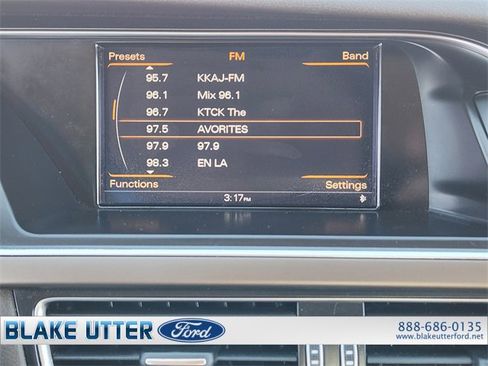 Presets FM Band
95.7 KKAJ-FM
96.1 Mix 96.1
96.7 KTCK The
97.5 AVORITES
97.9 97.9
98.3 EN LA
Functions Settings
3:17PM
BLAKE UTTER Ford
888-686-0135
www.blakeutterford.net